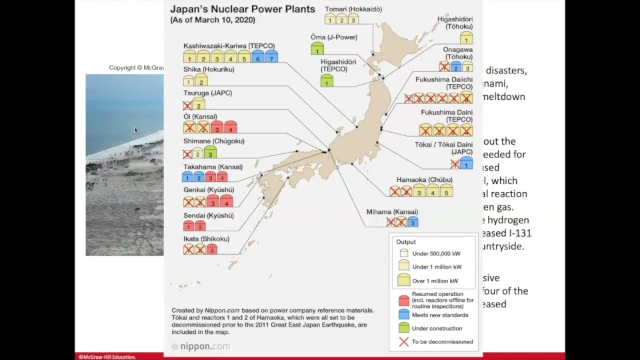 Japan's Nuclear Power Plants
(As of March 10, 2020)
Tomari (Hokkaidō)
1 2 3
Ōma (J-Power)
1
Higashidōri
(TEPCO)
1
Higashidōri
(Tōhoku)
1
Onagawa
(Tōhoku)
1 2 3
Fukushima Daiichi
(TEPCO)
Fukushima Daini
(TEPCO)
Tōkai / Tōkai Daini
(JAPC)
1
Hamaoka (Chūbu)
3 4 5
Mihama (Kansai)
3
Kashiwazaki-Kariwa (TEPCO)
1 2 3 4 5 6 7
Shika (Hokuriku)
1 2
Tsuruga (JAPC)
2
Ōi (Kansai)
3 4
Shimane (Chūgoku)
2 3
Takahama (Kansai)
1 2 3 4
Genkai (Kyūshū)
3 4
Sendai (Kyūshū)
1 2
Ikata (Shikoku)
3
Output
Under 500,000 kW
Under 1 million kW
Over 1 million kW
Resumed operation
(incl. reactors offline for
routine inspections)
Meets new standards
Under construction
To be decommissioned
Created by Nippon.com based on power company reference materials.
Tōkai and reactors 1 and 2 of Hamaoka, which were all set to be
decommissioned prior to the 2011 Great East Japan Earthquake, are
included in the map.
nippon.com
Copyright © McGra
disasters,
nami,
meltdown
out the
eeded for
used
l, which
al reaction
en gas.
e hydrogen
eased I-131
untryside.
sive
four of the
eased
©McGraw-Hill Education.